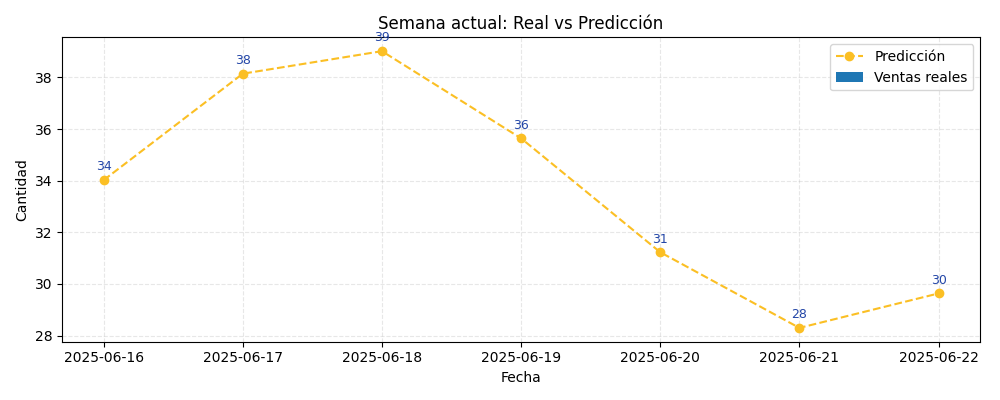 Semana actual: Real vs Predicción
Predicción
Ventas reales
Cantidad
38
36
34
32
30
28
34
38
39
36
31
28
30
2025-06-16 2025-06-17 2025-06-18 2025-06-19 2025-06-20 2025-06-21 2025-06-22
Fecha